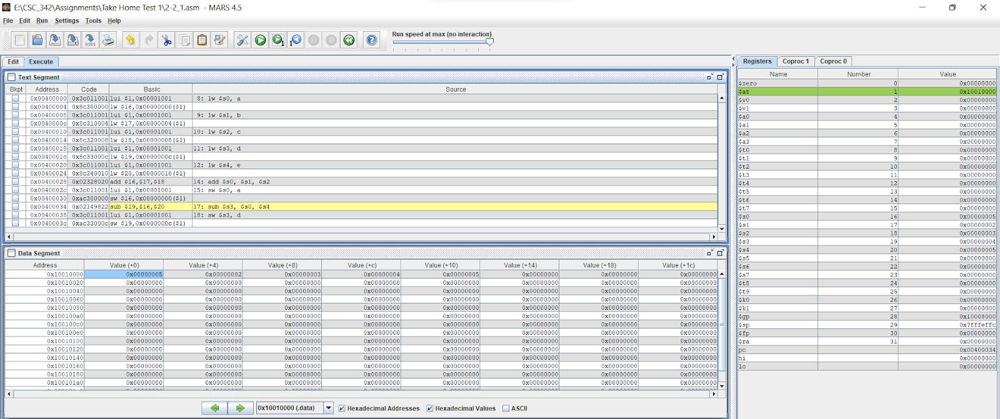 E:\CSC_342\Assignments\Take Home Test 1\2-2_1.asm - MARS 4.5
File Edit Run Settings Tools Help
Run speed at max (no interaction)
Edit Execute
Text Segment
Bkpt Address Code Basic Source
0x00400000 0x3c011001 lui $1,0x00001001 8: lw $s0, a
0x00400004 0x8c300000 lw $16,0x00000000($1)
0x00400008 0x3c011001 lui $1,0x00001001 9: lw $s1, b
0x0040000c 0x8c310004 lw $17,0x00000004($1)
0x00400010 0x3c011001 lui $1,0x00001001 10: lw $s2, c
0x00400014 0x8c320008 lw $18,0x00000008($1)
0x00400018 0x3c011001 lui $1,0x00001001 11: lw $s3, d
0x0040001c 0x8c33000c lw $19,0x0000000c($1)
0x00400020 0x3c011001 lui $1,0x00001001 12: lw $s4, e
0x00400024 0x8c340010 lw $20,0x00000010($1)
0x00400028 0x02328020 add $16,$17,$18 14: add $s0, $s1, $s2
0x0040002c 0x3c011001 lui $1,0x00001001 15: sw $s0, a
0x00400030 0xac300000 sw $16,0x00000000($1)
0x00400034 0x02149822 sub $19,$16,$20 17: sub $s3, $s0, $s4
0x00400038 0x3c011001 lui $1,0x00001001 18: sw $s3, d
0x0040003c 0xac33000c sw $19,0x0000000c($1)
Data Segment
Address Value (+0) Value (+4) Value (+8) Value (+c) Value (+10) Value (+14) Value (+18) Value (+1c)
0x10010000 0x00000005 0x00000002 0x00000003 0x00000004 0x00000005 0x00000000 0x00000000 0x00000000
0x10010020 0x00000000 0x00000000 0x00000000 0x00000000 0x00000000 0x00000000 0x00000000 0x00000000
0x10010040 0x00000000 0x00000000 0x00000000 0x00000000 0x00000000 0x00000000 0x00000000 0x00000000
0x10010060 0x00000000 0x00000000 0x00000000 0x00000000 0x00000000 0x00000000 0x00000000 0x00000000
0x10010080 0x00000000 0x00000000 0x00000000 0x00000000 0x00000000 0x00000000 0x00000000 0x00000000
0x100100a0 0x00000000 0x00000000 0x00000000 0x00000000 0x00000000 0x00000000 0x00000000 0x00000000
0x100100c0 0x00000000 0x00000000 0x00000000 0x00000000 0x00000000 0x00000000 0x00000000 0x00000000
0x100100e0 0x00000000 0x00000000 0x00000000 0x00000000 0x00000000 0x00000000 0x00000000 0x00000000
0x10010100 0x00000000 0x00000000 0x00000000 0x00000000 0x00000000 0x00000000 0x00000000 0x00000000
0x10010120 0x00000000 0x00000000 0x00000000 0x00000000 0x00000000 0x00000000 0x00000000 0x00000000
0x10010140 0x00000000 0x00000000 0x00000000 0x00000000 0x00000000 0x00000000 0x00000000 0x00000000
0x10010160 0x00000000 0x00000000 0x00000000 0x00000000 0x00000000 0x00000000 0x00000000 0x00000000
0x10010180 0x00000000 0x00000000 0x00000000 0x00000000 0x00000000 0x00000000 0x00000000 0x00000000
0x100101a0 0x00000000 0x00000000 0x00000000 0x00000000 0x00000000 0x00000000 0x00000000 0x00000000
0x10010000 (.data) Hexadecimal Addresses Hexadecimal Values ASCII
Registers Coproc 1 Coproc 0
Name Number Value
$zero 0 0x00000000
$at 1 0x10010000
$v0 2 0x00000000
$v1 3 0x00000000
$a0 4 0x00000000
$a1 5 0x00000000
$a2 6 0x00000000
$a3 7 0x00000000
$t0 8 0x00000000
$t1 9 0x00000000
$t2 10 0x00000000
$t3 11 0x00000000
$t4 12 0x00000000
$t5 13 0x00000000
$t6 14 0x00000000
$t7 15 0x00000000
$s0 16 0x00000005
$s1 17 0x00000002
$s2 18 0x00000003
$s3 19 0x00000004
$s4 20 0x00000005
$s5 21 0x00000000
$s6 22 0x00000000
$s7 23 0x00000000
$t8 24 0x00000000
$t9 25 0x00000000
$k0 26 0x00000000
$k1 27 0x00000000
$gp 28 0x10008000
$sp 29 0x7fffeffc
$fp 30 0x00000000
$ra 31 0x00000000
pc 0x00400034
hi 0x00000000
lo 0x00000000